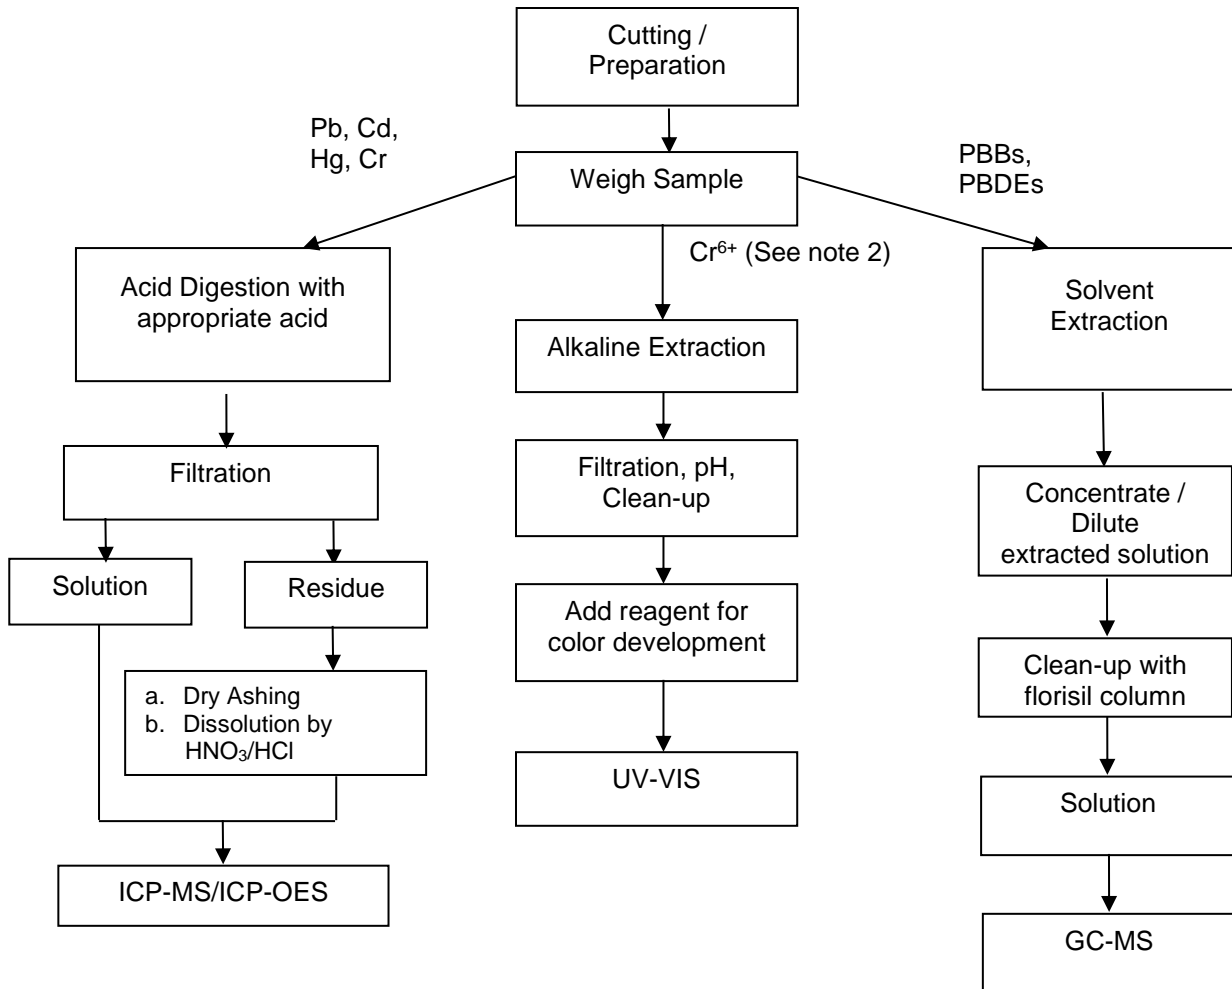 Cutting /
Preparation
Pb, Cd,
Hg, Cr
Weigh Sample
PBBs,
PBDEs
Cr⁶⁺ (See note 2)
Acid Digestion with
appropriate acid
Alkaline Extraction
Solvent
Extraction
Filtration
Filtration, pH,
Clean-up
Concentrate /
Dilute
extracted solution
Solution
Residue
Add reagent for
color development
a. Dry Ashing
b. Dissolution by
HNO₃/HCl
Clean-up with
florisil column
UV-VIS
Solution
ICP-MS/ICP-OES
GC-MS